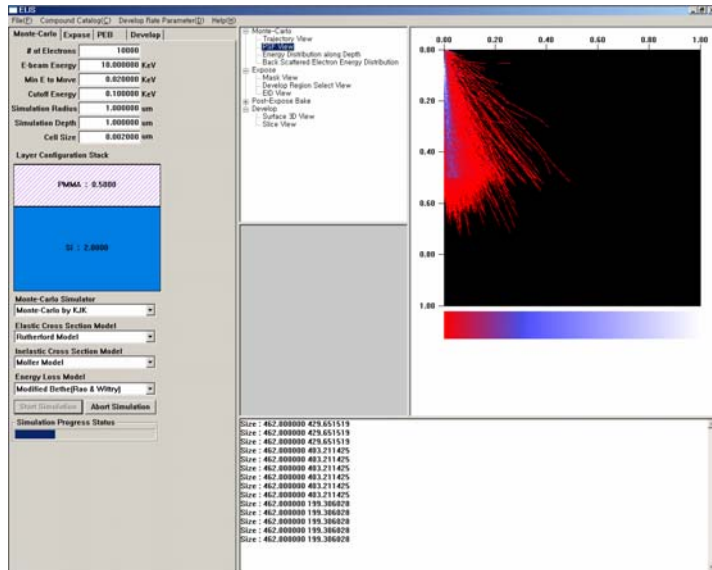 ELIS
File(F) Compound Catalog(C) Develop Rate Parameter(D) Help(H)
Monte-Carlo Expose PEB Develop
# of Electrons 10000
E-beam Energy 10.000000 KeV
Min E to Move 0.020000 KeV
Cutoff Energy 0.100000 KeV
Simulation Radius 1.000000 um
Simulation Depth 1.000000 um
Cell Size 0.002000 um
Layer Configuration Stack
PMMA : 0.5000
Si : 2.0000
Monte-Carlo Simulator
Monte-Carlo by KJK
Elastic Cross Section Model
Rutherford Model
Inelastic Cross Section Model
Moller Model
Energy Loss Model
Modified Bethe(Rao & Wittry)
Start Simulation Abort Simulation
Simulation Progress Status
Monte-Carlo
Trajectory View
PSF View
Energy Distribution along Depth
Back Scattered Electron Energy Distribution
Expose
Mask View
Develop Region Select View
EID View
Post-Expose Bake
Develop
Surface 3D View
Slice View
0.00 0.20 0.40 0.60 0.80 1.00
0.00
0.20
0.40
0.60
0.80
1.00
Size : 462.000000 429.651519
Size : 462.000000 429.651519
Size : 462.000000 429.651519
Size : 462.000000 403.211425
Size : 462.000000 403.211425
Size : 462.000000 403.211425
Size : 462.000000 403.211425
Size : 462.000000 403.211425
Size : 462.000000 403.211425
Size : 462.000000 199.306028
Size : 462.000000 199.306028
Size : 462.000000 199.306028
Size : 462.000000 199.306028
Size : 462.000000 199.306028